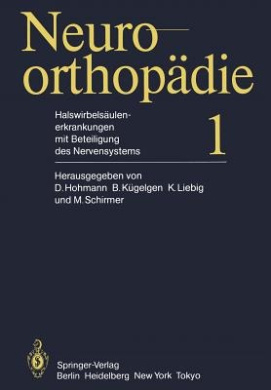 Neuro-
orthopädie
Halswirbelsäulen-
erkrankungen
mit Beteiligung
des Nervensystems
1
Herausgegeben von
D. Hohmann B. Kügelgen K. Liebig
und M. Schirmer
Springer-Verlag
Berlin Heidelberg New York Tokyo